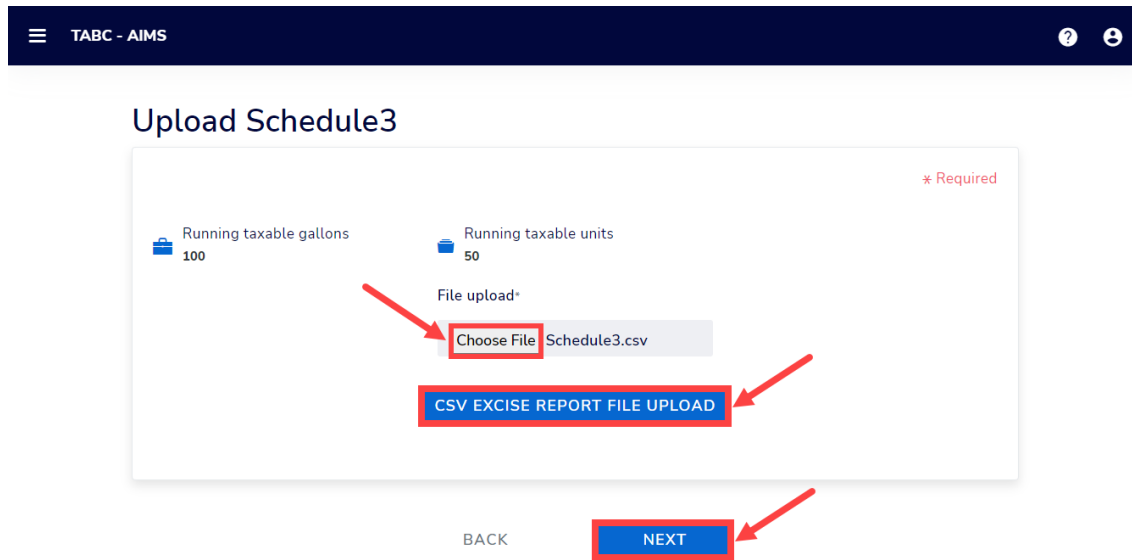 TABC - AIMS
Upload Schedule3
* Required
Running taxable gallons
100
Running taxable units
50
File upload*
Choose File Schedule3.csv
CSV EXCISE REPORT FILE UPLOAD
BACK
NEXT